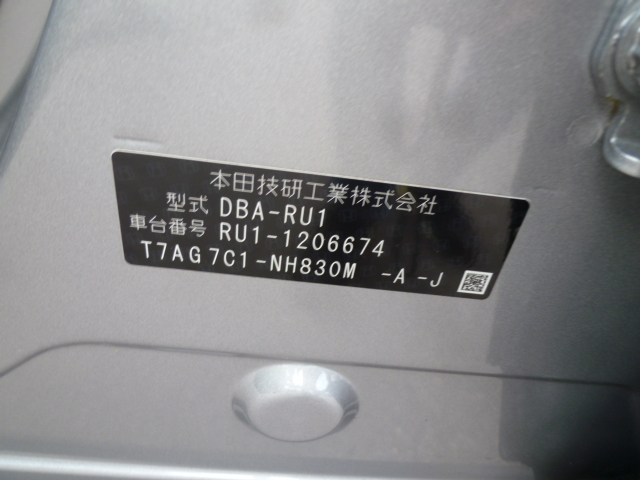 本田技研工業株式会社
型式 DBA-RU1
車台番号 RU1-1206674
T7AG7C1-NH830M -A-J